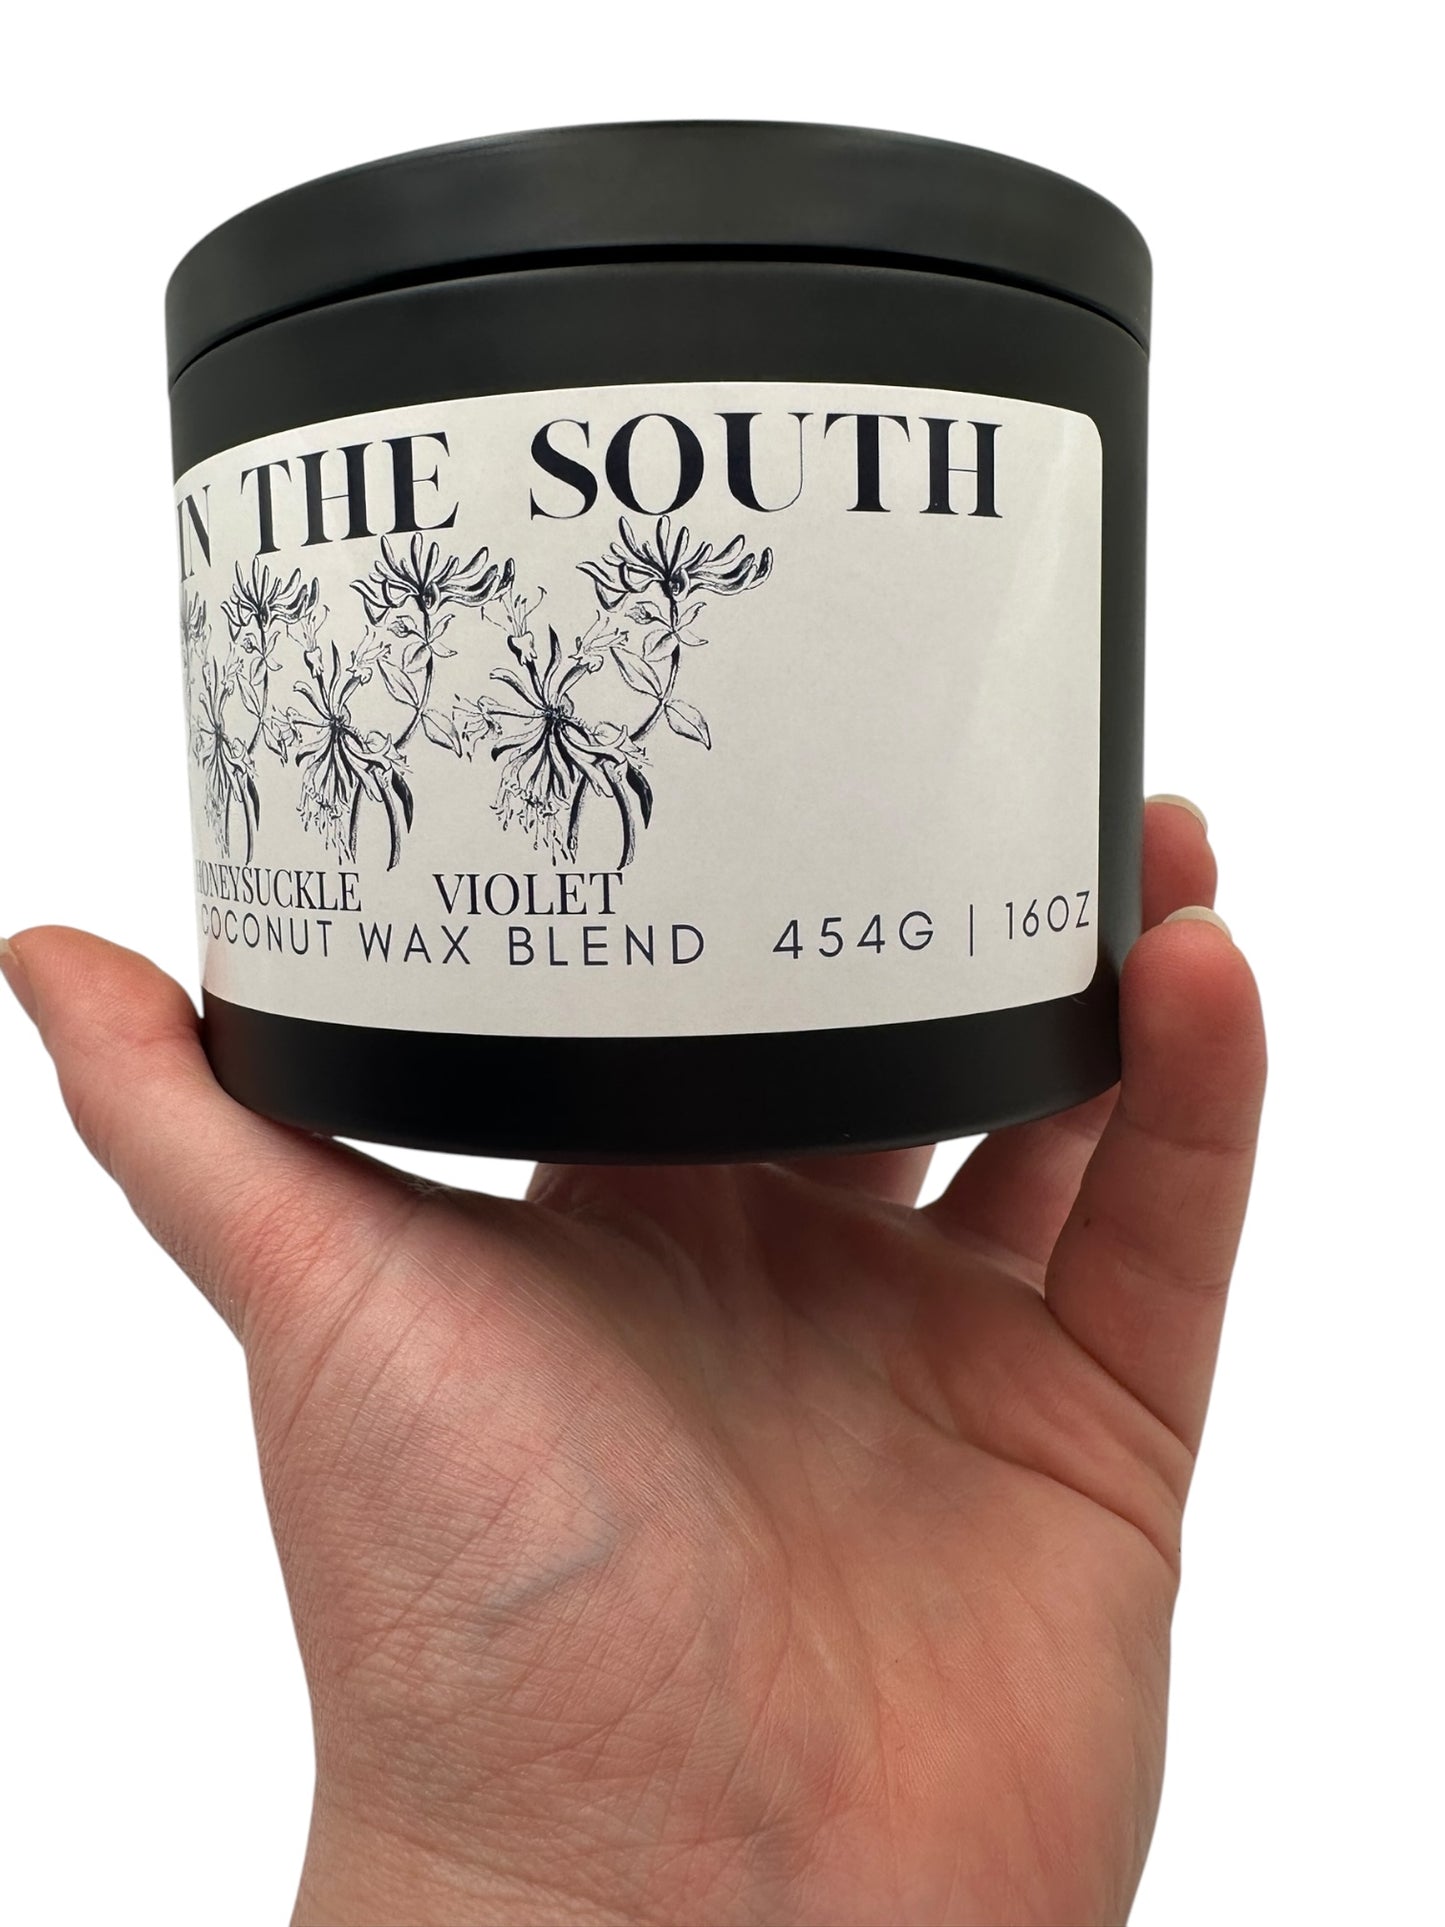 IN THE SOUTH
HONEYSUCKLE VIOLET
COCONUT WAX BLEND 454G | 16OZ